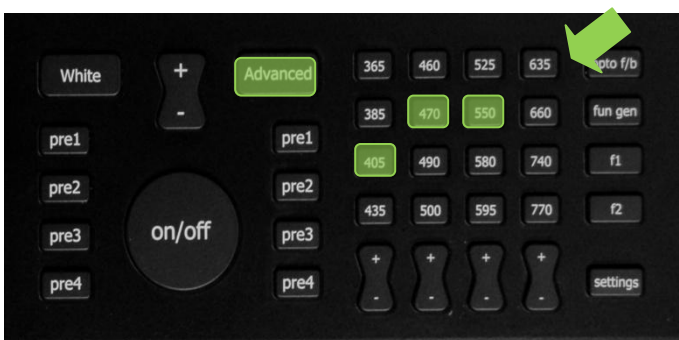 White
+
-
Advanced
pre1
pre2
pre3
pre4
on/off
pre1
pre2
pre3
pre4
365 460 525 635
385 470 550 660
405 490 580 740
435 500 595 770
+ + + +
- - - -
opto f/b
fun gen
f1
f2
settings